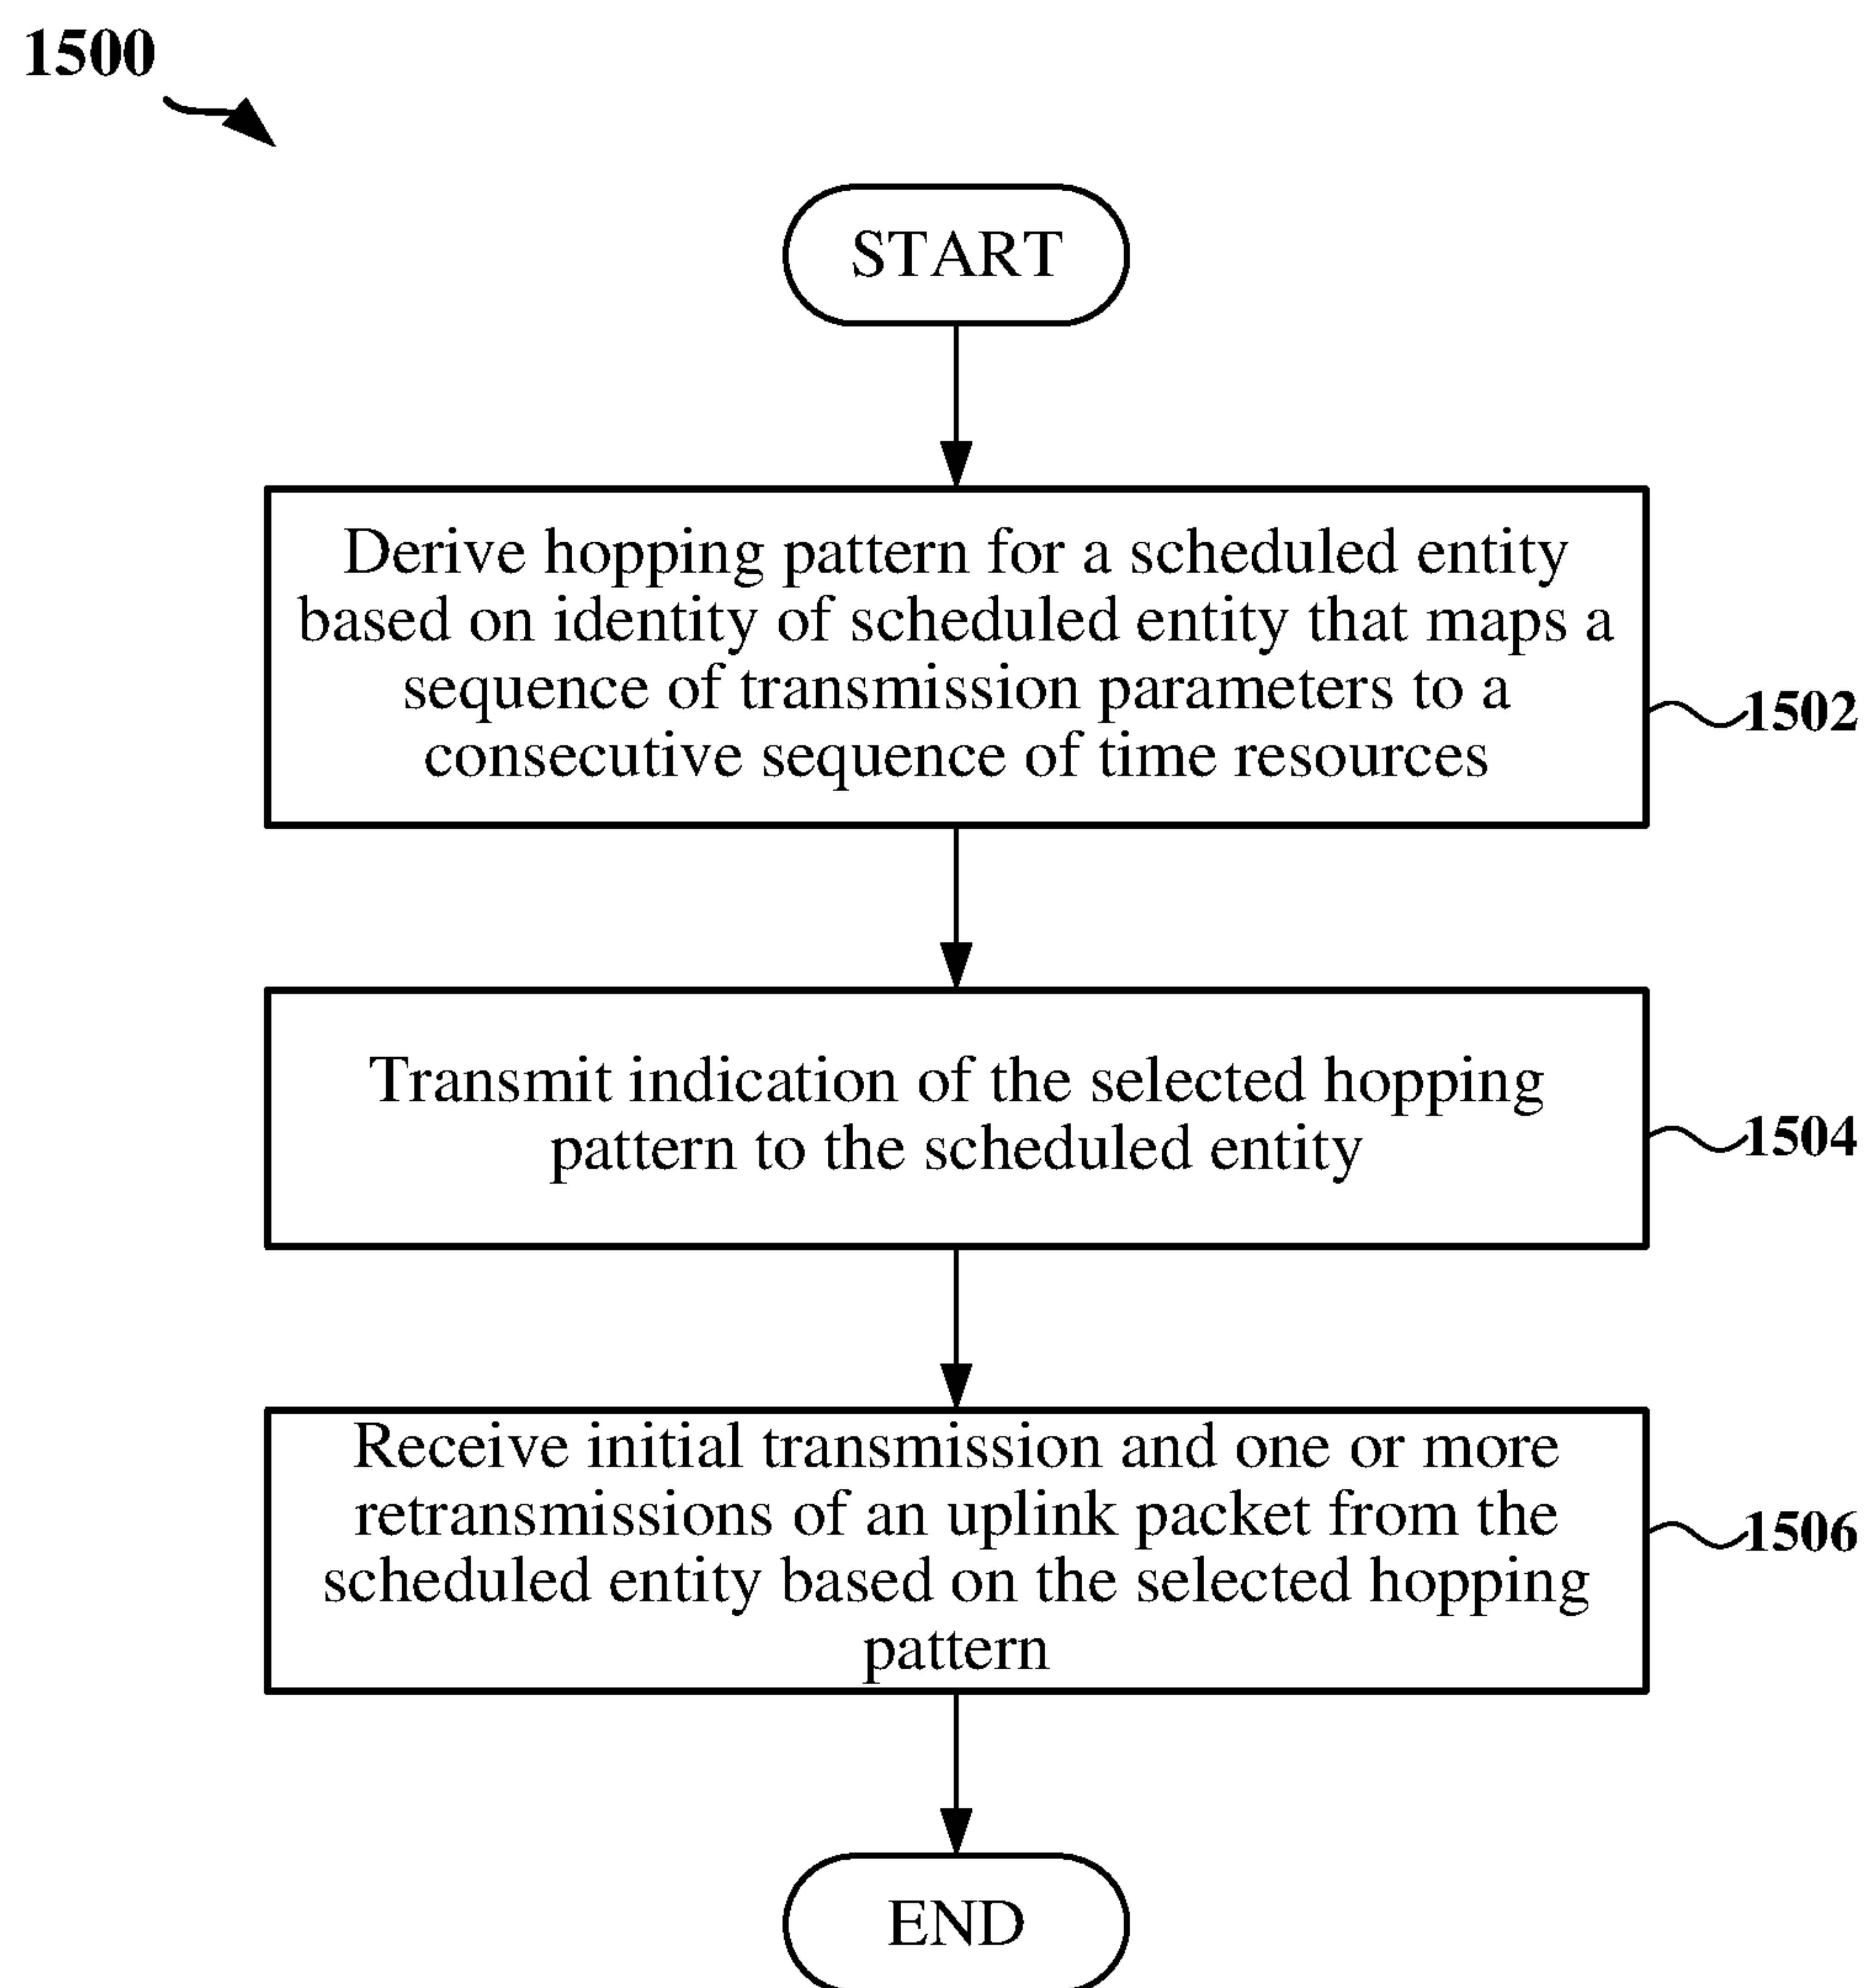 1500
START
Derive hopping pattern for a scheduled entity
based on identity of scheduled entity that maps a
sequence of transmission parameters to a
consecutive sequence of time resources
1502
Transmit indication of the selected hopping
pattern to the scheduled entity
1504
Receive initial transmission and one or more
retransmissions of an uplink packet from the
scheduled entity based on the selected hopping
pattern
1506
END